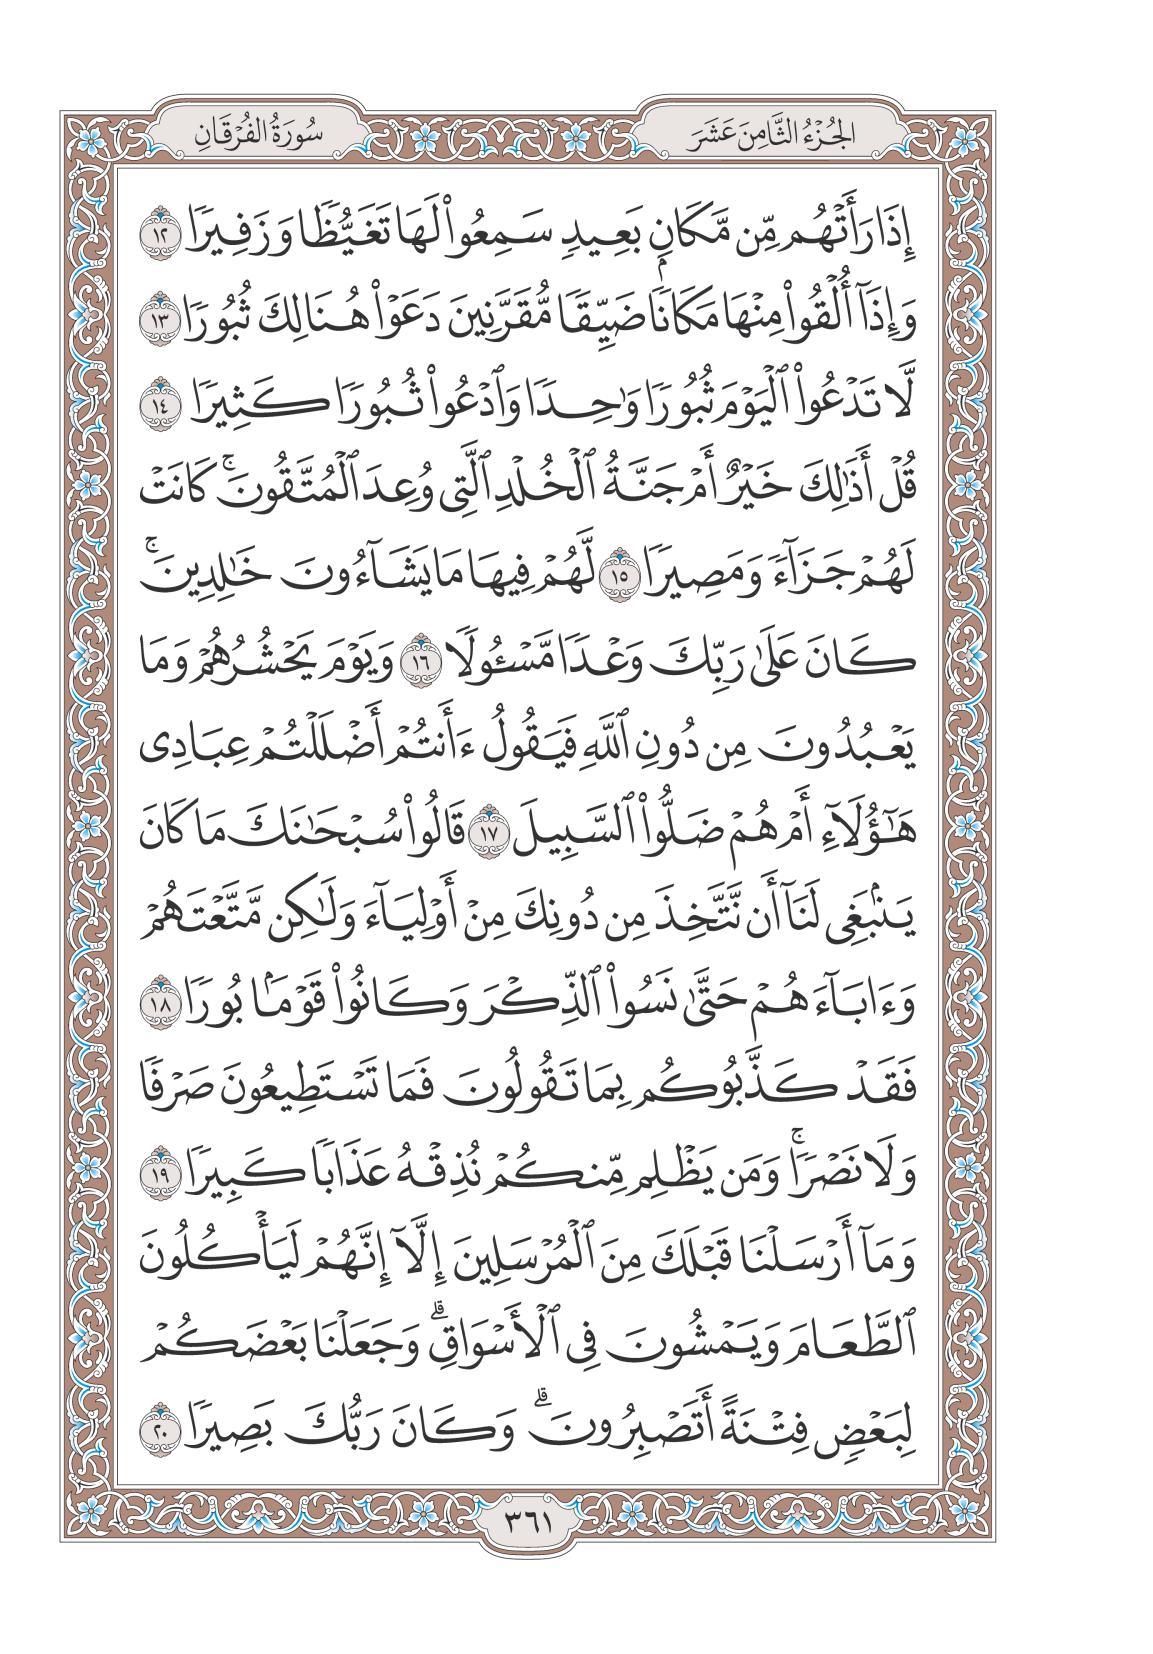 الجُزْءُ الثَّامِنَ عَشَرَ
سُورَةُ الفُرْقَانِ
إِذَا رَأَتْهُم مِّن مَّكَانِۭ بَعِيدٖ سَمِعُواْ لَهَا تَغَيُّظٗا وَزَفِيرٗا ١٢
وَإِذَآ أُلْقُواْ مِنْهَا مَكَانٗا ضَيِّقٗا مُّقَرَّنِينَ دَعَوْاْ هُنَالِكَ ثُبُورٗا ١٣
لَّا تَدْعُواْ ٱلْيَوْمَ ثُبُورٗا وَٰحِدٗا وَٱدْعُواْ ثُبُورٗا كَثِيرٗا ١٤
قُلْ أَذَٰلِكَ خَيْرٌ أَمْ جَنَّةُ ٱلْخُلْدِ ٱلَّتِي وُعِدَ ٱلْمُتَّقُونَۚ كَانَتْ
لَهُمْ جَزَآءٗ وَمَصِيرٗا ١٥ لَّهُمْ فِيهَا مَا يَشَآءُونَ خَٰلِدِينَۚ
كَانَ عَلَىٰ رَبِّكَ وَعْدٗا مَّسْـُٔولٗا ١٦ وَيَوْمَ يَحْشُرُهُمْ وَمَا
يَعْبُدُونَ مِن دُونِ ٱللَّهِ فَيَقُولُ ءَأَنتُمْ أَضْلَلْتُمْ عِبَادِي
هَٰٓؤُلَآءِ أَمْ هُمْ ضَلُّواْ ٱلسَّبِيلَ ١٧ قَالُواْ سُبْحَٰنَكَ مَا كَانَ
يَنۢبَغِي لَنَآ أَن نَّتَّخِذَ مِن دُونِكَ مِنْ أَوْلِيَآءَ وَلَٰكِن مَّتَّعْتَهُمْ
وَءَابَآءَهُمْ حَتَّىٰ نَسُواْ ٱلذِّكْرَ وَكَانُواْ قَوْمَۢا بُورٗا ١٨
فَقَدْ كَذَّبُوكُم بِمَا تَقُولُونَ فَمَا تَسْتَطِيعُونَ صَرْفٗا
وَلَا نَصْرٗاۚ وَمَن يَظْلِم مِّنكُمْ نُذِقْهُ عَذَابٗا كَبِيرٗا ١٩
وَمَآ أَرْسَلْنَا قَبْلَكَ مِنَ ٱلْمُرْسَلِينَ إِلَّآ إِنَّهُمْ لَيَأْكُلُونَ
ٱلطَّعَامَ وَيَمْشُونَ فِي ٱلْأَسْوَاقِۗ وَجَعَلْنَا بَعْضَكُمْ
لِبَعْضٖ فِتْنَةً أَتَصْبِرُونَۗ وَكَانَ رَبُّكَ بَصِيرٗا ٢٠
٣٦١